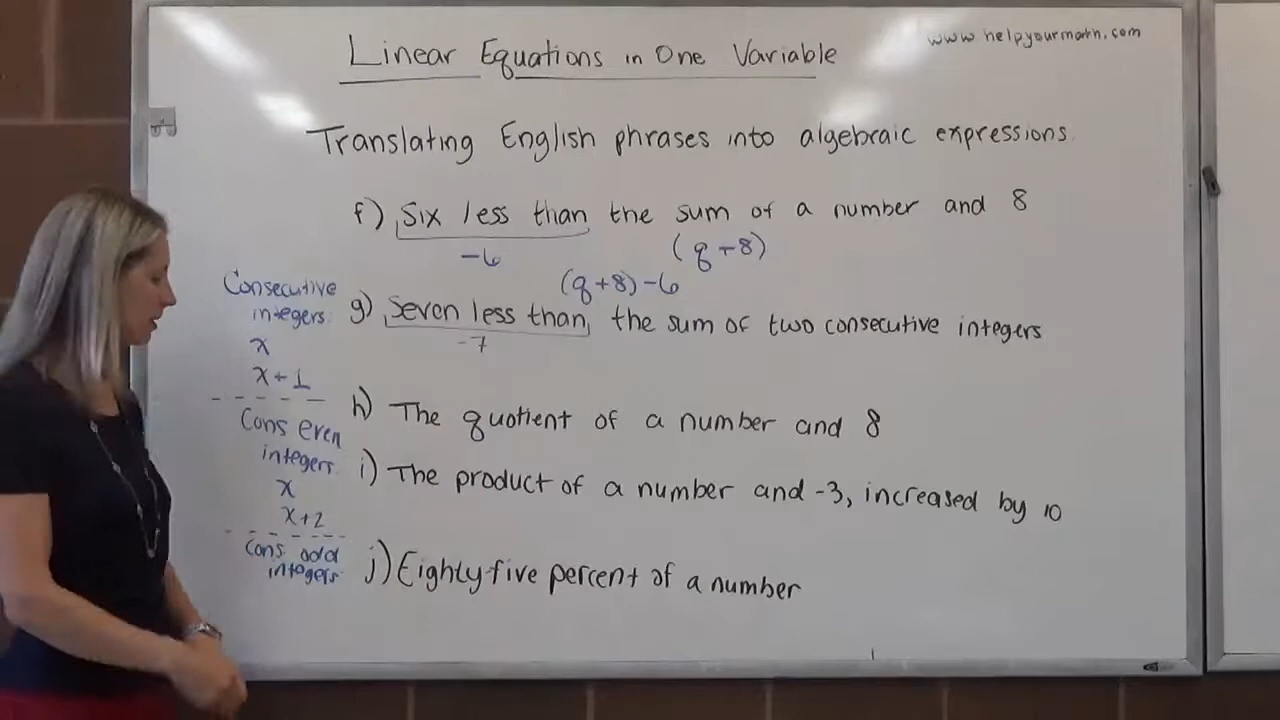 Linear Equations in One Variable
www.helpyourmath.com
Translating English phrases into algebraic expressions.
f) Six less than the sum of a number and 8
-6
(q+8)
(q+8)-6
g) Seven less than the sum of two consecutive integers
-7
h) The quotient of a number and 8
i) The product of a number and -3, increased by 10
j) Eighty-five percent of a number
Consecutive
integers:
x
x+1
Cons even
integers:
x
x+2
Cons odd
integers: